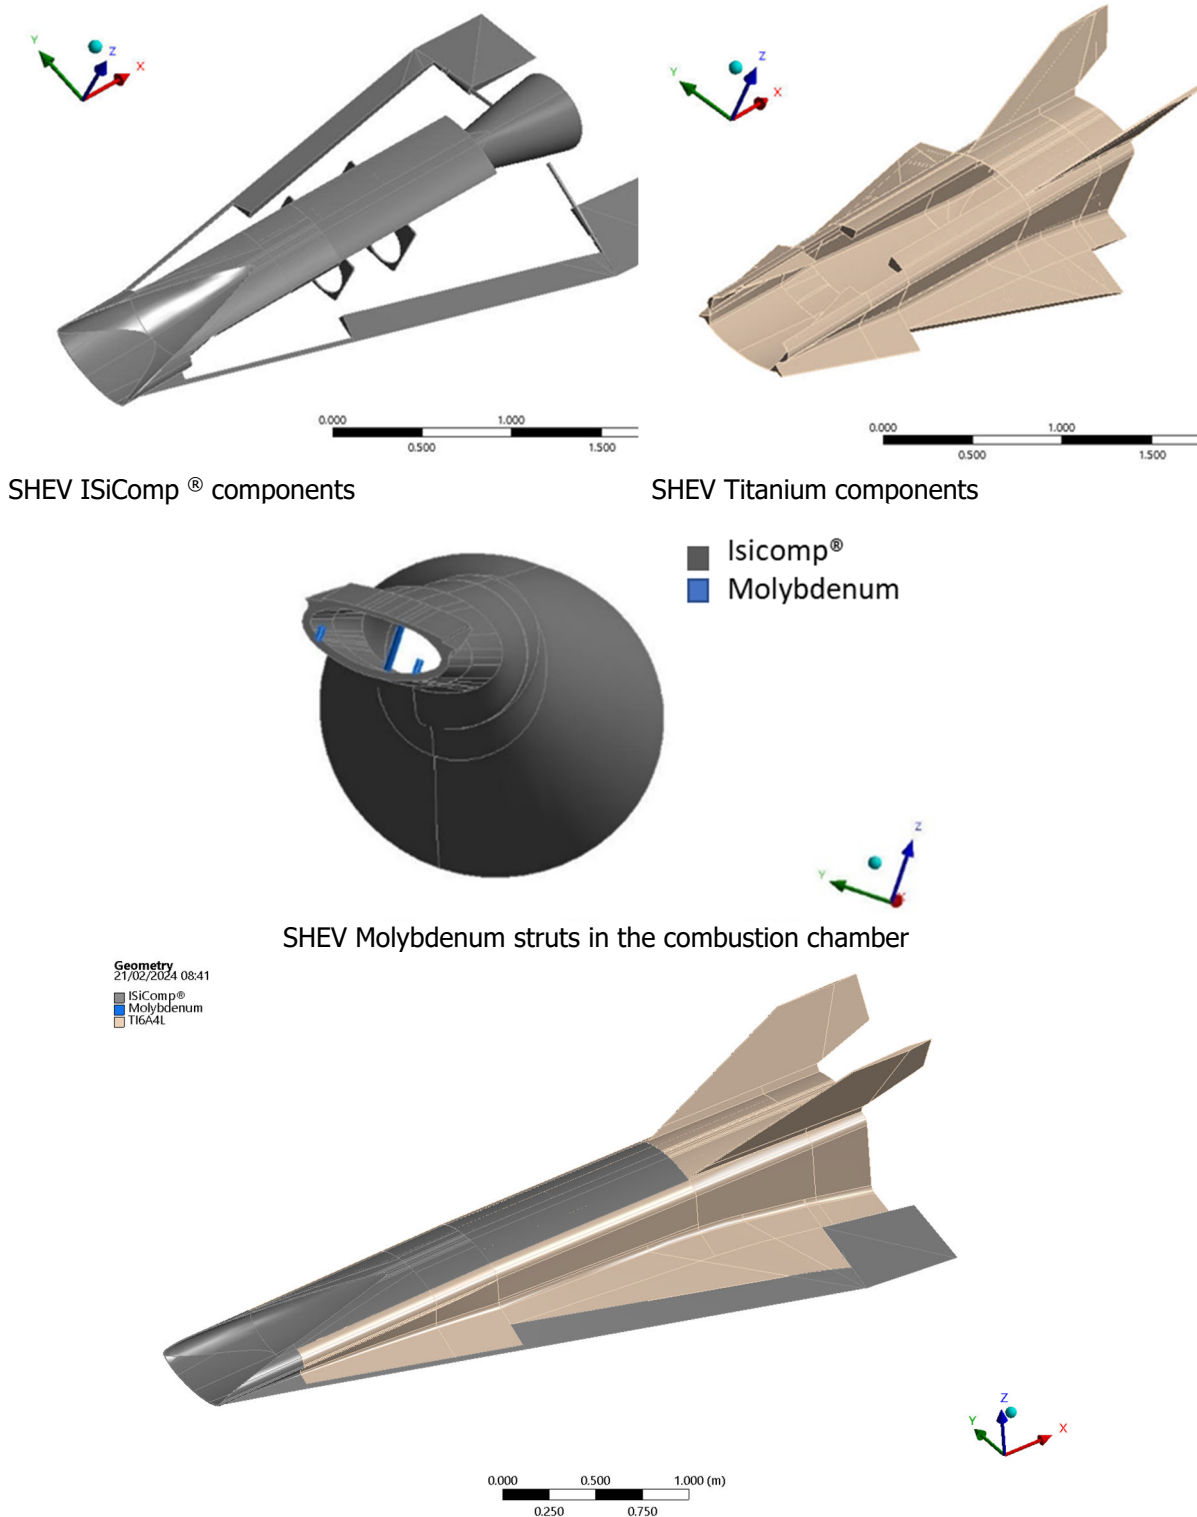 Y
Z
X
0.000 1.000
0.500 1.500
Y
Z
X
0.000 1.000
0.500 1.500
SHEV ISiComp ® components
SHEV Titanium components
Isicomp®
Molybdenum
Z
Y
SHEV Molybdenum struts in the combustion chamber
Geometry
21/02/2024 08:41
ISiComp®
Molybdenum
TI6A4L
Z
Y
X
0.000 0.500 1.000 (m)
0.250 0.750